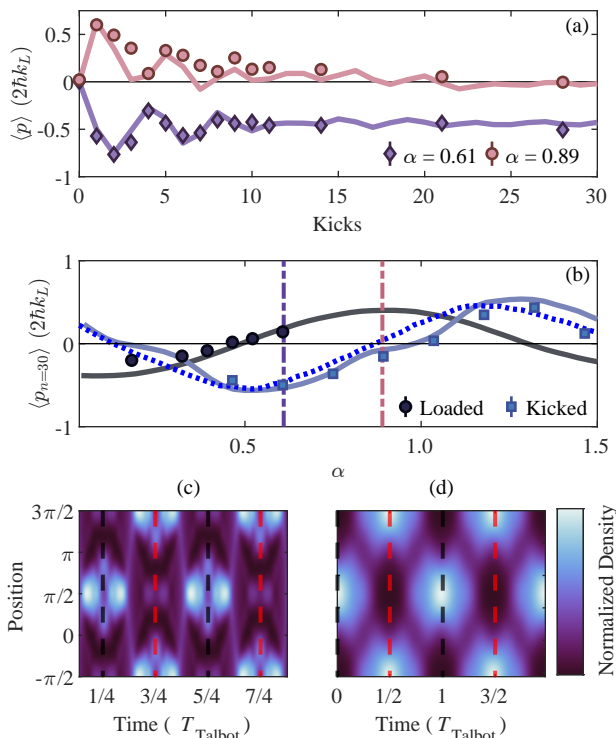 (a)
1
0.5
0
-0.5
-1
⟨p⟩ (2ħk_L)
α = 0.61
α = 0.89
0 5 10 15 20 25 30
Kicks
(b)
1
0
-1
⟨p_{n=30}⟩ (2ħk_L)
Loaded
Kicked
0.5 1.0 1.5
α
(c)
(d)
3π/2
π
π/2
0
-π/2
Position
1/4 3/4 5/4 7/4
Time ( T_Talbot)
0 1/2 1 3/2
Time ( T_Talbot)
Normalized Density